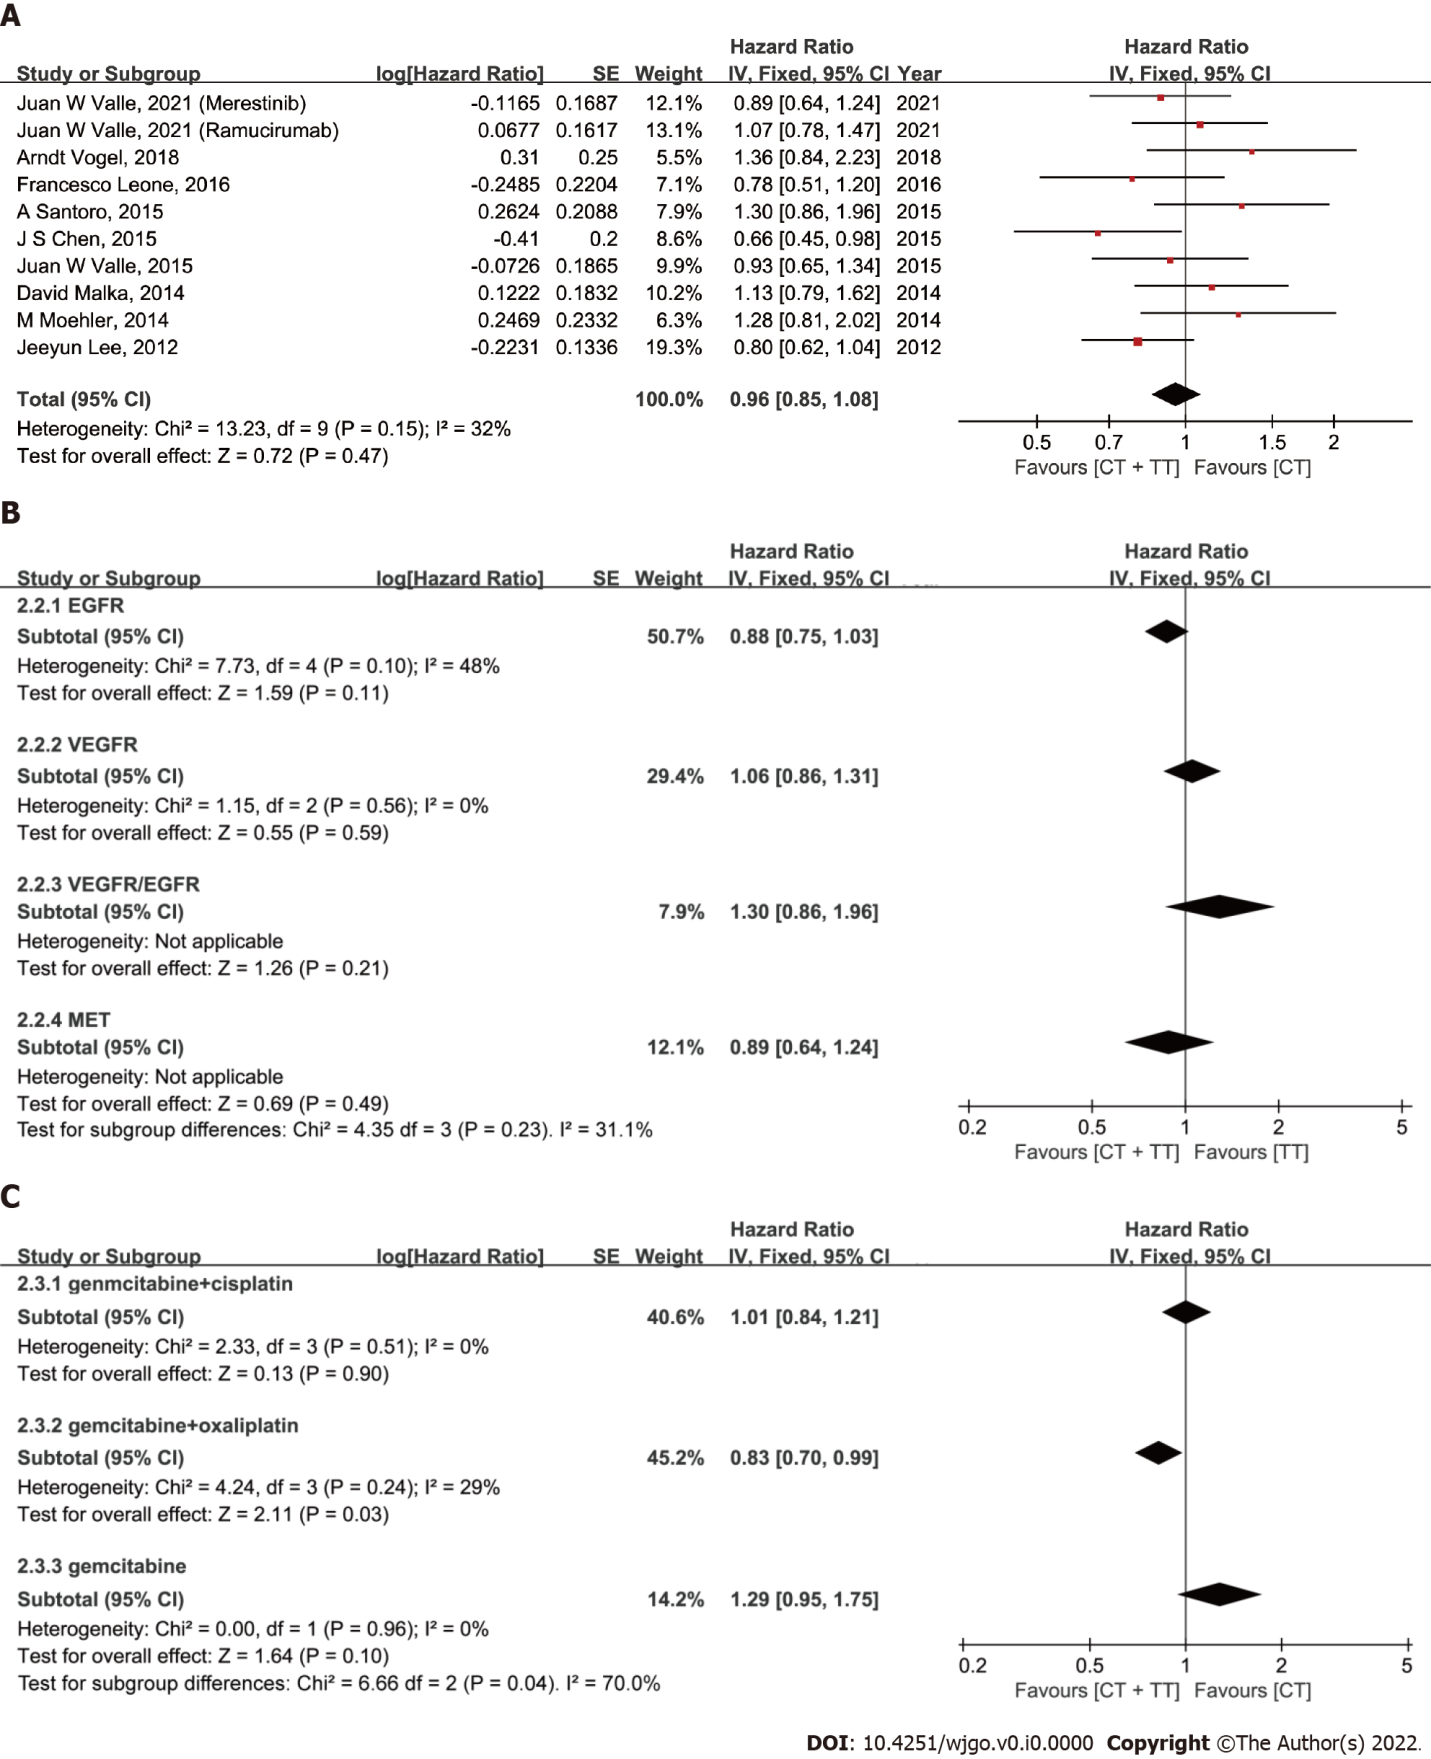 A
Hazard Ratio Hazard Ratio
Study or Subgroup log[Hazard Ratio] SE Weight IV, Fixed, 95% CI Year IV, Fixed, 95% CI
Juan W Valle, 2021 (Merestinib) -0.1165 0.1687 12.1% 0.89 [0.64, 1.24] 2021
Juan W Valle, 2021 (Ramucirumab) 0.0677 0.1617 13.1% 1.07 [0.78, 1.47] 2021
Arndt Vogel, 2018 0.31 0.25 5.5% 1.36 [0.84, 2.23] 2018
Francesco Leone, 2016 -0.2485 0.2204 7.1% 0.78 [0.51, 1.20] 2016
A Santoro, 2015 0.2624 0.2088 7.9% 1.30 [0.86, 1.96] 2015
J S Chen, 2015 -0.41 0.2 8.6% 0.66 [0.45, 0.98] 2015
Juan W Valle, 2015 -0.0726 0.1865 9.9% 0.93 [0.65, 1.34] 2015
David Malka, 2014 0.1222 0.1832 10.2% 1.13 [0.79, 1.62] 2014
M Moehler, 2014 0.2469 0.2332 6.3% 1.28 [0.81, 2.02] 2014
Jeeyun Lee, 2012 -0.2231 0.1336 19.3% 0.80 [0.62, 1.04] 2012
Total (95% CI) 100.0% 0.96 [0.85, 1.08]
Heterogeneity: Chi² = 13.23, df = 9 (P = 0.15); I² = 32%
Test for overall effect: Z = 0.72 (P = 0.47)
0.5 0.7 1 1.5 2
Favours [CT + TT] Favours [CT]
B
Hazard Ratio Hazard Ratio
Study or Subgroup log[Hazard Ratio] SE Weight IV, Fixed, 95% CI IV, Fixed, 95% CI
2.2.1 EGFR
Subtotal (95% CI) 50.7% 0.88 [0.75, 1.03]
Heterogeneity: Chi² = 7.73, df = 4 (P = 0.10); I² = 48%
Test for overall effect: Z = 1.59 (P = 0.11)
2.2.2 VEGFR
Subtotal (95% CI) 29.4% 1.06 [0.86, 1.31]
Heterogeneity: Chi² = 1.15, df = 2 (P = 0.56); I² = 0%
Test for overall effect: Z = 0.55 (P = 0.59)
2.2.3 VEGFR/EGFR
Subtotal (95% CI) 7.9% 1.30 [0.86, 1.96]
Heterogeneity: Not applicable
Test for overall effect: Z = 1.26 (P = 0.21)
2.2.4 MET
Subtotal (95% CI) 12.1% 0.89 [0.64, 1.24]
Heterogeneity: Not applicable
Test for overall effect: Z = 0.69 (P = 0.49)
Test for subgroup differences: Chi² = 4.35 df = 3 (P = 0.23). I² = 31.1%
0.2 0.5 1 2 5
Favours [CT + TT] Favours [TT]
C
Hazard Ratio Hazard Ratio
Study or Subgroup log[Hazard Ratio] SE Weight IV, Fixed, 95% CI IV, Fixed, 95% CI
2.3.1 genmcitabine+cisplatin
Subtotal (95% CI) 40.6% 1.01 [0.84, 1.21]
Heterogeneity: Chi² = 2.33, df = 3 (P = 0.51); I² = 0%
Test for overall effect: Z = 0.13 (P = 0.90)
2.3.2 gemcitabine+oxaliplatin
Subtotal (95% CI) 45.2% 0.83 [0.70, 0.99]
Heterogeneity: Chi² = 4.24, df = 3 (P = 0.24); I² = 29%
Test for overall effect: Z = 2.11 (P = 0.03)
2.3.3 gemcitabine
Subtotal (95% CI) 14.2% 1.29 [0.95, 1.75]
Heterogeneity: Chi² = 0.00, df = 1 (P = 0.96); I² = 0%
Test for overall effect: Z = 1.64 (P = 0.10)
Test for subgroup differences: Chi² = 6.66 df = 2 (P = 0.04). I² = 70.0%
0.2 0.5 1 2 5
Favours [CT + TT] Favours [CT]
DOI: 10.4251/wjgo.v0.i0.0000 Copyright ©The Author(s) 2022.